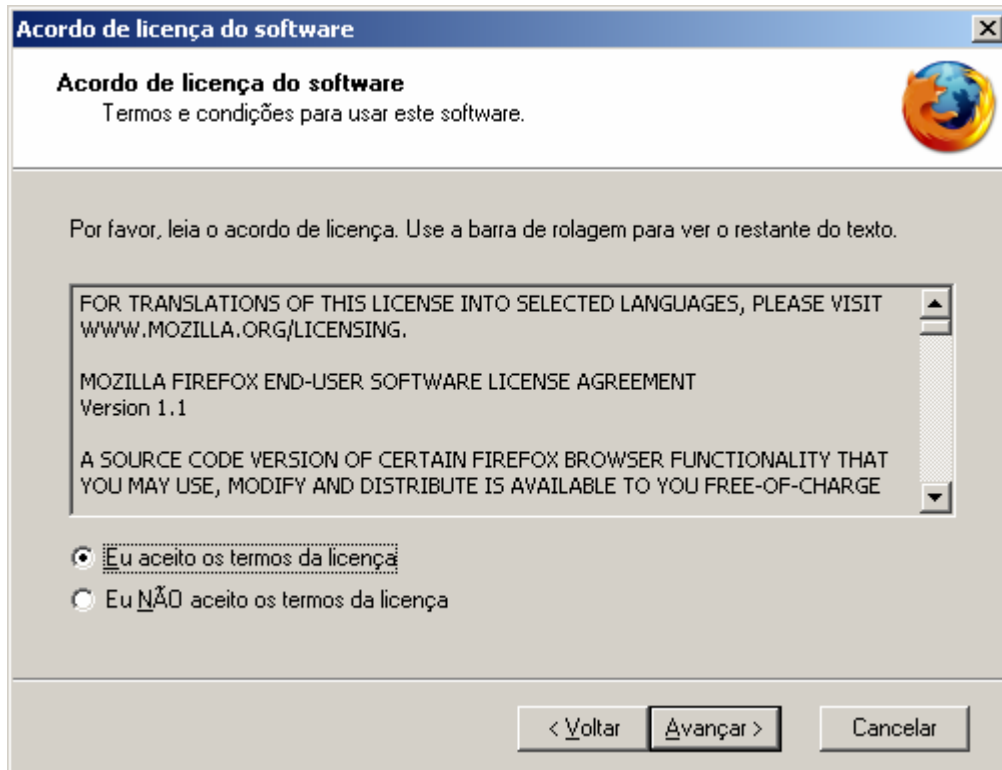 Acordo de licença do software
Acordo de licença do software
Termos e condições para usar este software.
Por favor, leia o acordo de licença. Use a barra de rolagem para ver o restante do texto.
FOR TRANSLATIONS OF THIS LICENSE INTO SELECTED LANGUAGES, PLEASE VISIT
WWW.MOZILLA.ORG/LICENSING.
MOZILLA FIREFOX END-USER SOFTWARE LICENSE AGREEMENT
Version 1.1
A SOURCE CODE VERSION OF CERTAIN FIREFOX BROWSER FUNCTIONALITY THAT
YOU MAY USE, MODIFY AND DISTRIBUTE IS AVAILABLE TO YOU FREE-OF-CHARGE
Eu aceito os termos da licença
Eu NÃO aceito os termos da licença
< Voltar Avançar > Cancelar